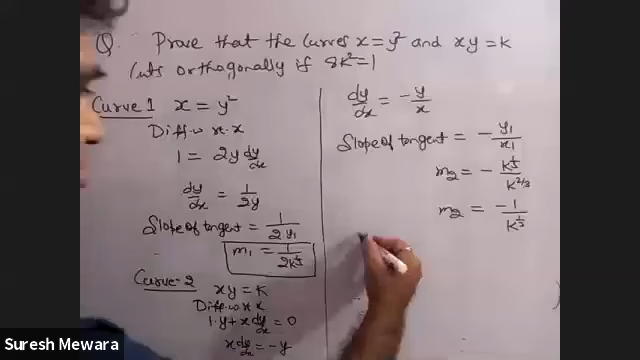 Q. Prove that the Curves x = y² and xy = k
Cuts orthogonally if 8k² = 1
Curve 1 x = y²
Diff. w. r. t. x
1 = 2y dy/dx
dy/dx = 1/2y
Slope of tangent = 1/2.y₁
m₁ = 1/2k^⅓
Curve-2 xy = k
Diff. w. r. t. x
1.y + x dy/dx = 0
x dy/dx = -y
dy/dx = -y/x
Slope of tangent = -y₁/x₁
m₂ = -k^⅓/k^2/3
m₂ = -1/k^⅓
Suresh Mewara